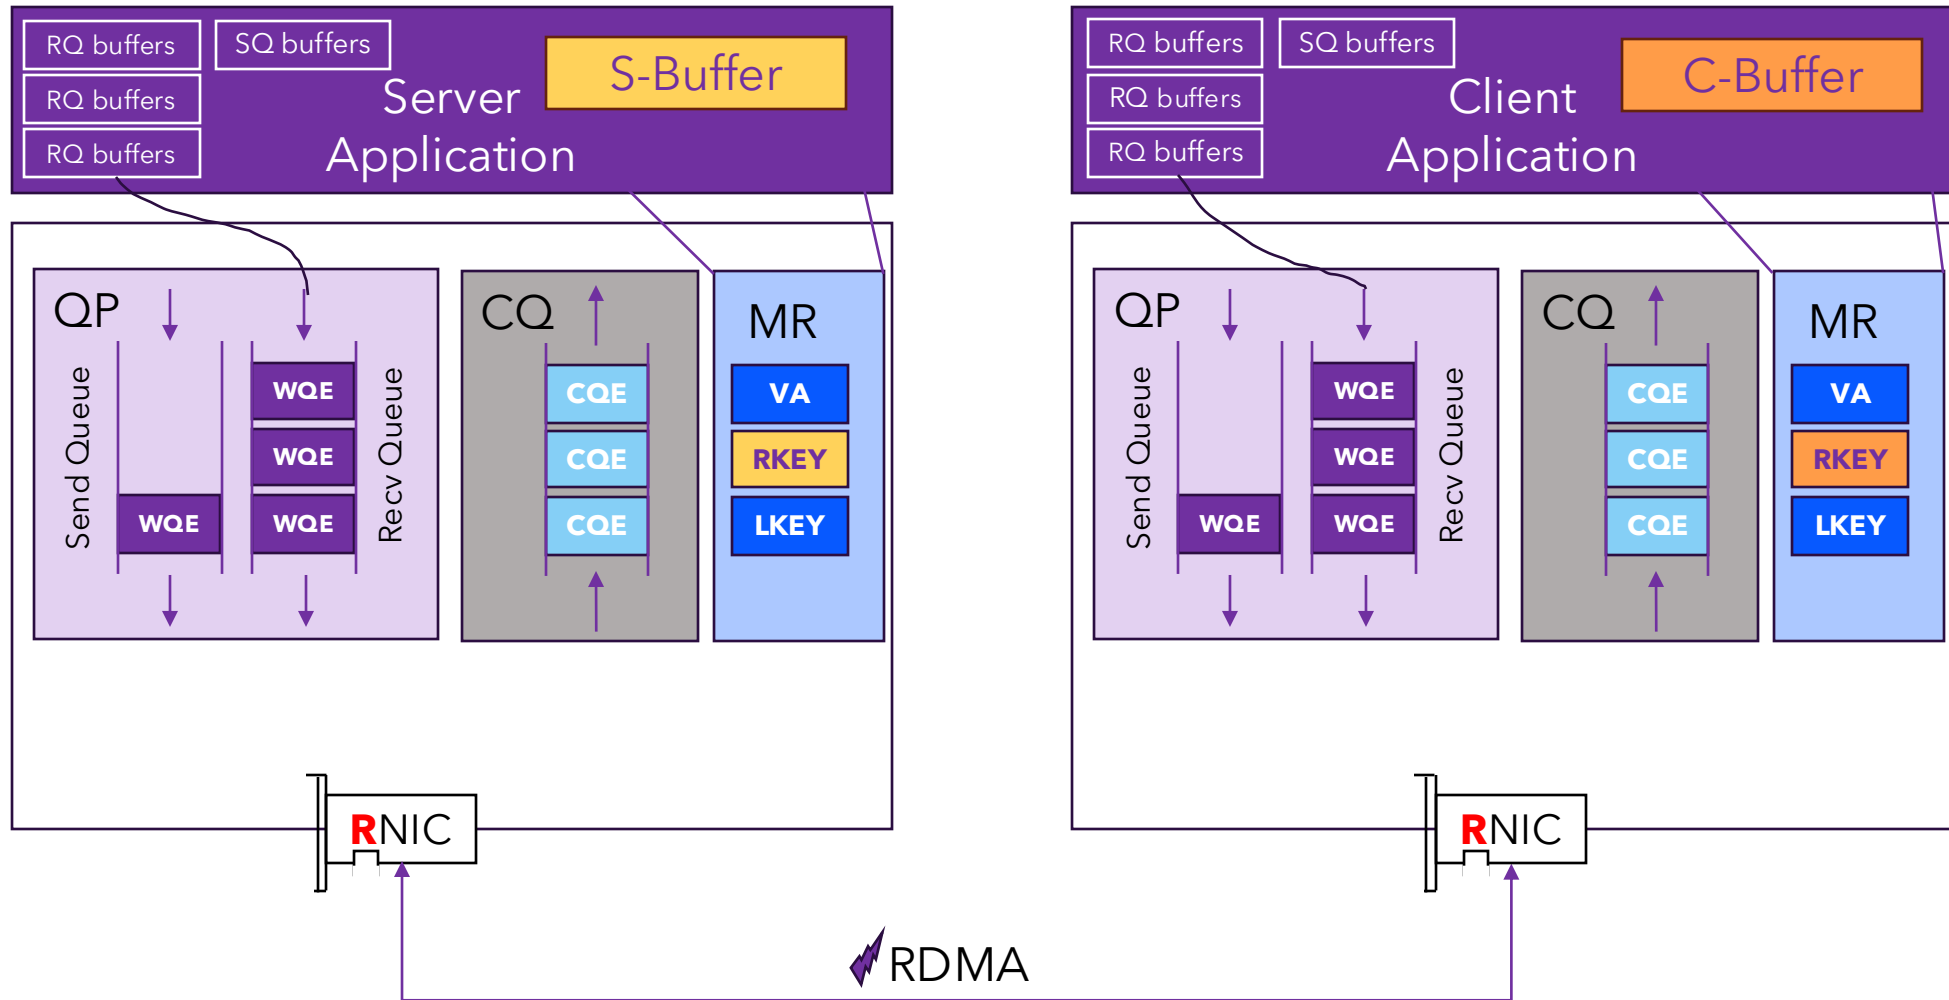 RQ buffers
SQ buffers
RQ buffers
RQ buffers
Server
Application
S-Buffer
QP
Send Queue
WQE
WQE
WQE
WQE
Recv Queue
CQ
CQE
CQE
CQE
MR
VA
RKEY
LKEY
RNIC
RQ buffers
SQ buffers
RQ buffers
RQ buffers
Client
Application
C-Buffer
QP
Send Queue
WQE
WQE
WQE
WQE
Recv Queue
CQ
CQE
CQE
CQE
MR
VA
RKEY
LKEY
RNIC
RDMA